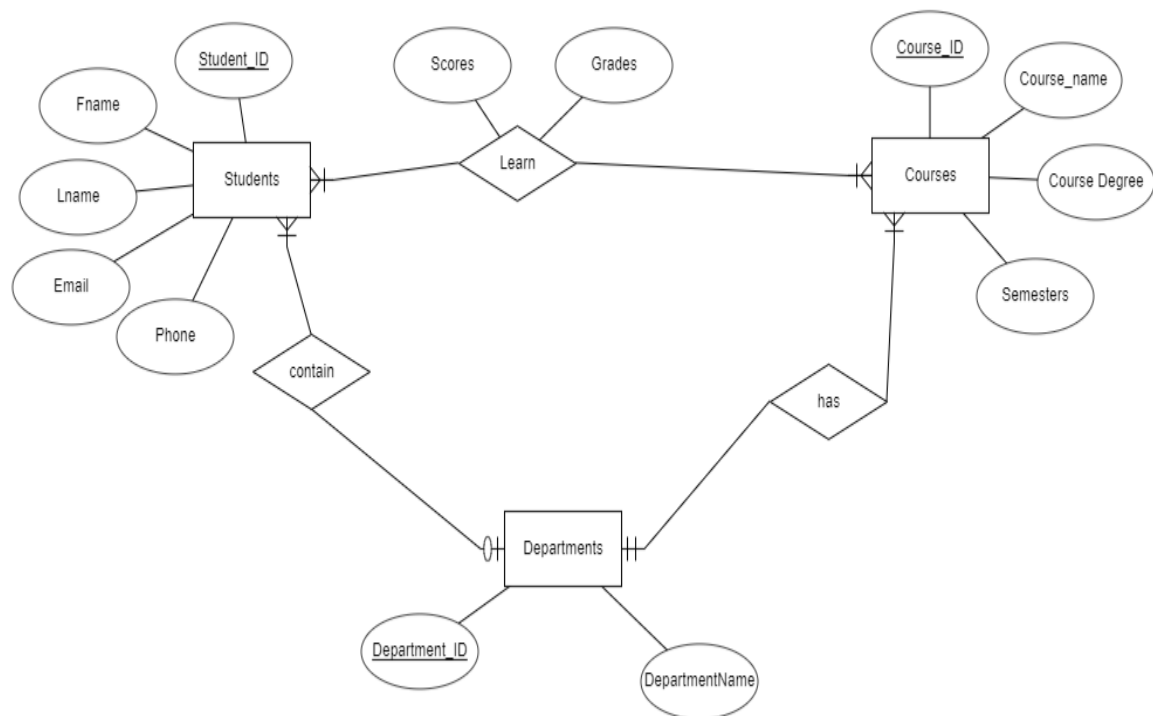 Student_ID
Scores
Grades
Course_ID
Fname
Course_name
Students
Learn
Courses
Lname
Course Degree
Email
Semesters
Phone
contain
has
Departments
Department_ID
DepartmentName